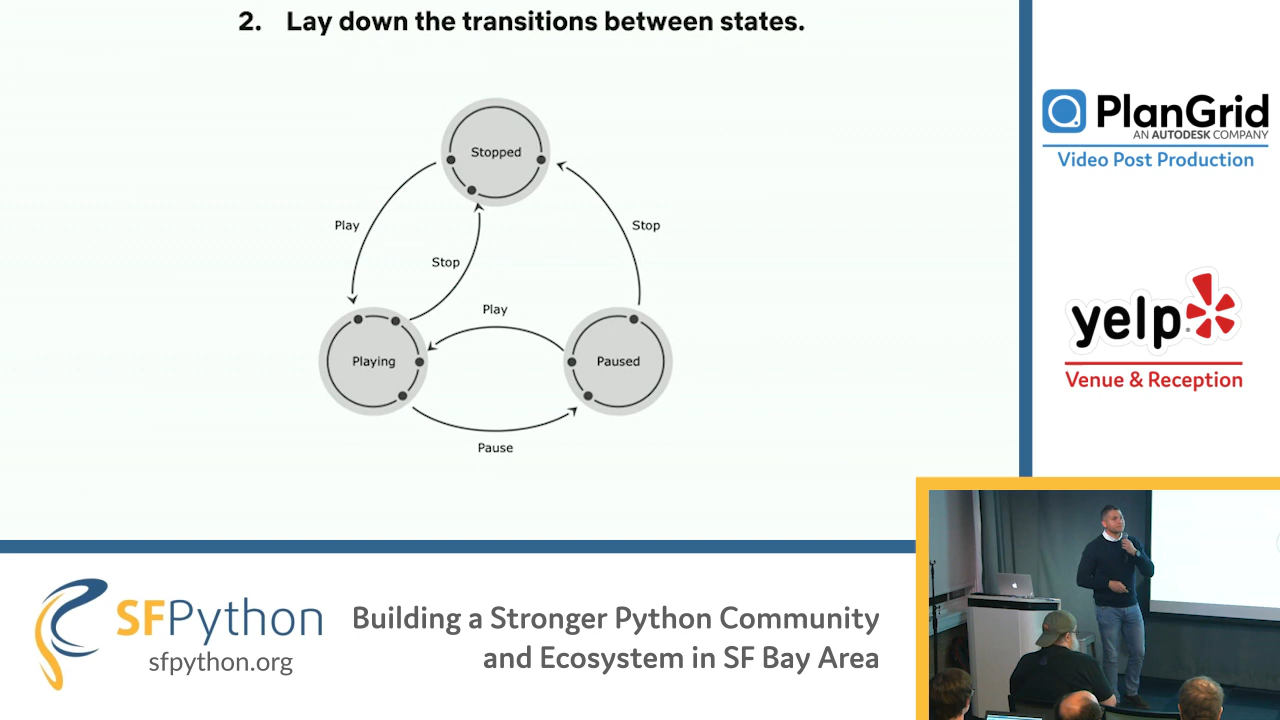 2. Lay down the transitions between states.
Stopped
Play
Stop
Stop
Play
Playing
Paused
Pause
PlanGrid
AN AUTODESK COMPANY
Video Post Production
yelp
Venue & Reception
SFPython
sfpython.org
Building a Stronger Python Community
and Ecosystem in SF Bay Area